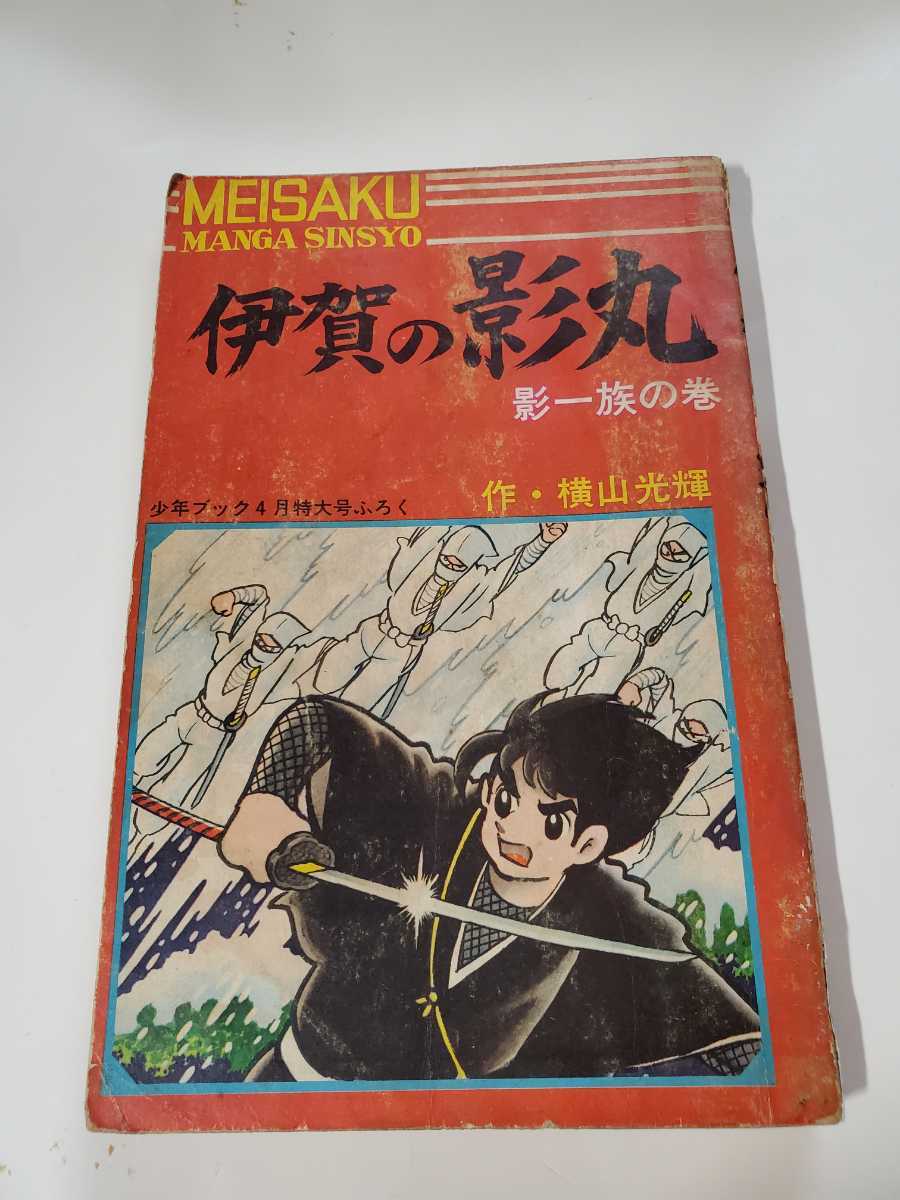 MEISAKU
MANGA SINSYO
伊賀の影丸
影一族の巻
作・横山光輝
少年ブック4月特大号ふろく